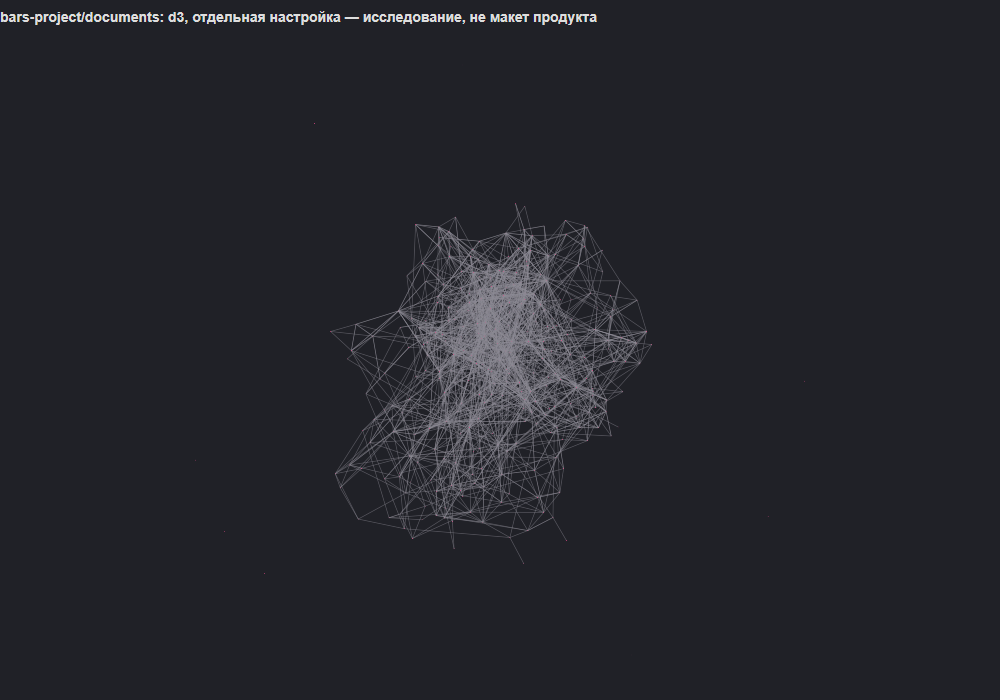 bars-project/documents: d3, отдельная настройка — исследование, не макет продукта